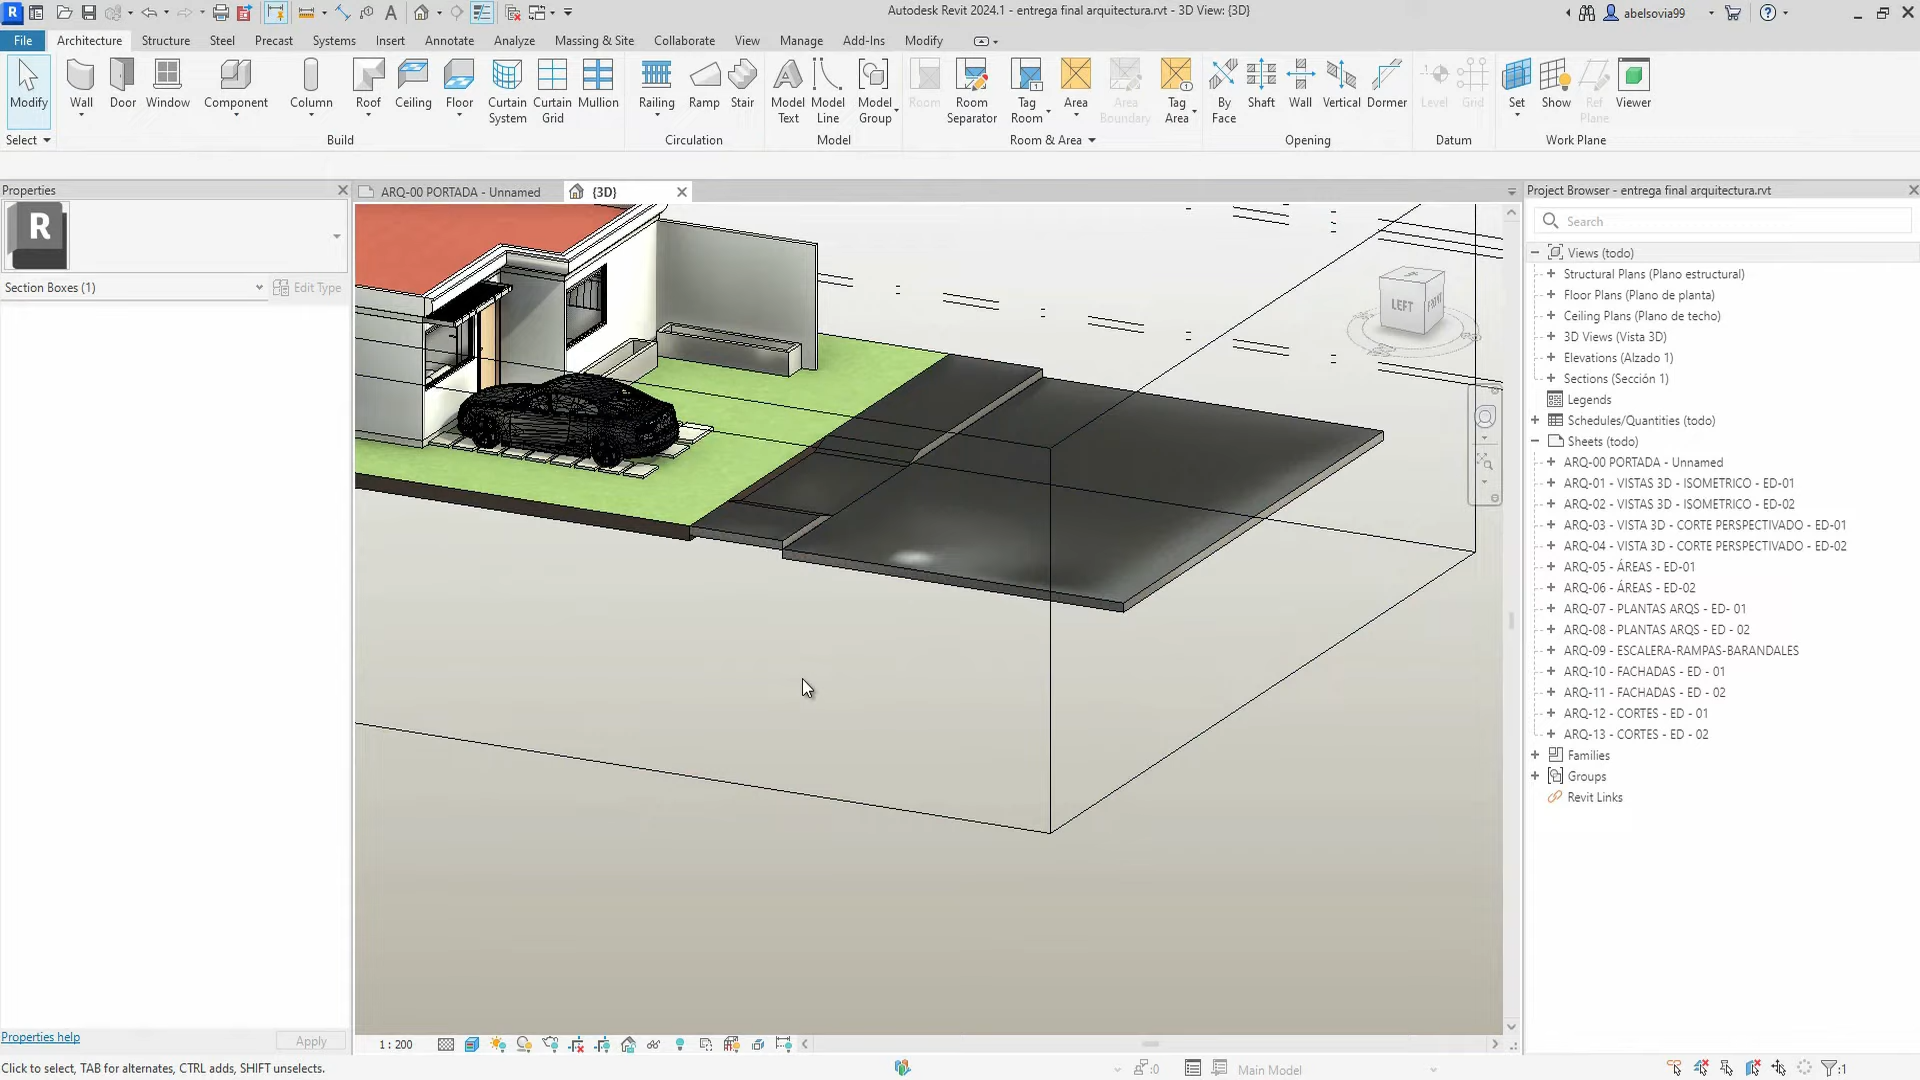 Autodesk Revit 2024.1 - entrega final arquitectura.rvt - 3D View: {3D}
abelsovia99
File
Architecture
Structure
Steel
Precast
Systems
Insert
Annotate
Analyze
Massing & Site
Collaborate
View
Manage
Add-Ins
Modify
Modify
Wall
Door
Window
Component
Column
Roof
Ceiling
Floor
Curtain
System
Curtain
Grid
Mullion
Railing
Ramp
Stair
Model
Text
Model
Line
Model
Group
Room
Room
Separator
Tag
Room
Area
Area
Boundary
Tag
Area
By
Face
Shaft
Wall
Vertical
Dormer
Level
Grid
Set
Show
Ref
Plane
Viewer
Select
Build
Circulation
Model
Room & Area
Opening
Datum
Work Plane
Properties
R
Section Boxes (1)
Edit Type
Properties help
Apply
ARQ-00 PORTADA - Unnamed
{3D}
LEFT
FRONT
Project Browser - entrega final arquitectura.rvt
Search
Views (todo)
Structural Plans (Plano estructural)
Floor Plans (Plano de planta)
Ceiling Plans (Plano de techo)
3D Views (Vista 3D)
Elevations (Alzado 1)
Sections (Sección 1)
Legends
Schedules/Quantities (todo)
Sheets (todo)
ARQ-00 PORTADA - Unnamed
ARQ-01 - VISTAS 3D - ISOMETRICO - ED-01
ARQ-02 - VISTAS 3D - ISOMETRICO - ED-02
ARQ-03 - VISTA 3D - CORTE PERSPECTIVADO - ED-01
ARQ-04 - VISTA 3D - CORTE PERSPECTIVADO - ED-02
ARQ-05 - ÁREAS - ED-01
ARQ-06 - ÁREAS - ED-02
ARQ-07 - PLANTAS ARQS - ED- 01
ARQ-08 - PLANTAS ARQS - ED - 02
ARQ-09 - ESCALERA-RAMPAS-BARANDALES
ARQ-10 - FACHADAS - ED - 01
ARQ-11 - FACHADAS - ED - 02
ARQ-12 - CORTES - ED - 01
ARQ-13 - CORTES - ED - 02
Families
Groups
Revit Links
1 : 200
Click to select, TAB for alternates, CTRL adds, SHIFT unselects.
:0
Main Model
:1